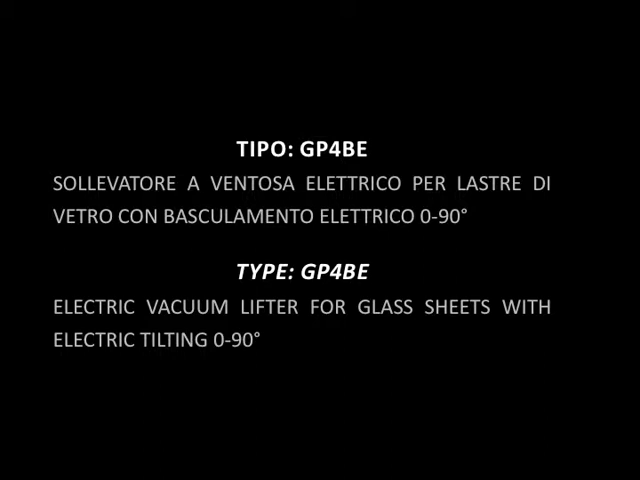 TIPO: GP4BE
SOLLEVATORE A VENTOSA ELETTRICO PER LASTRE DI
VETRO CON BASCULAMENTO ELETTRICO 0-90°
TYPE: GP4BE
ELECTRIC VACUUM LIFTER FOR GLASS SHEETS WITH
ELECTRIC TILTING 0-90°